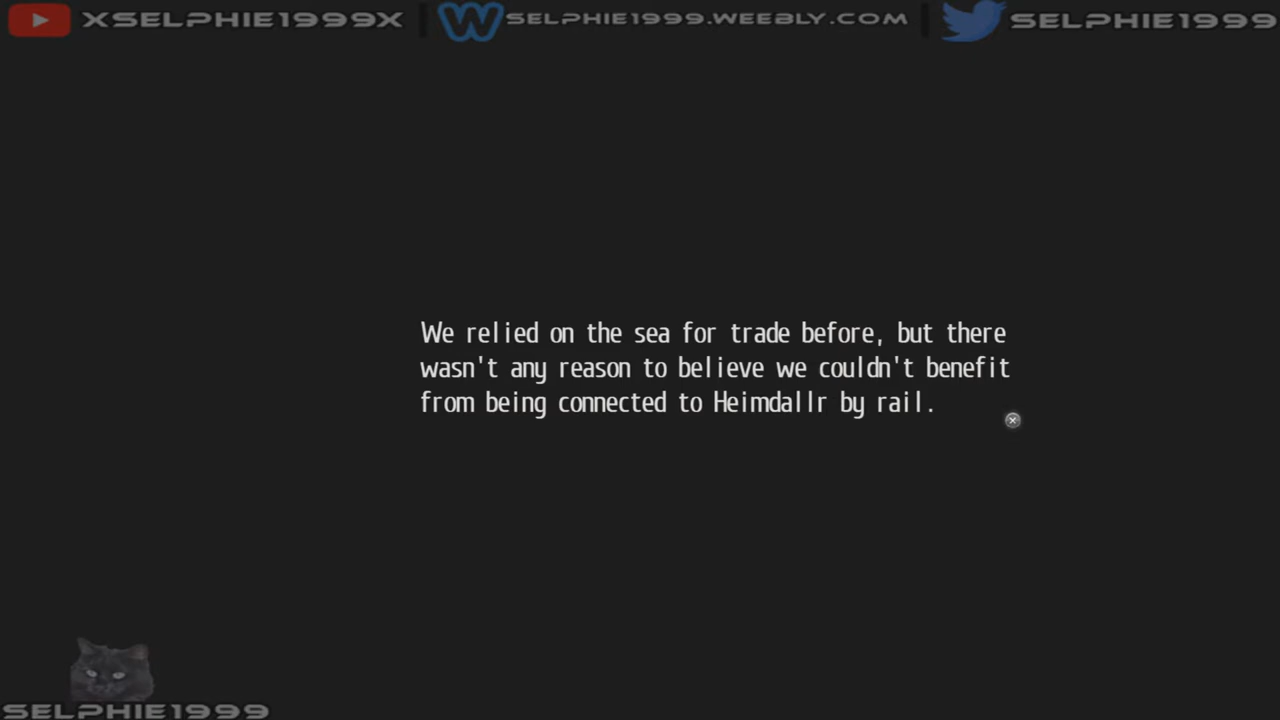 XSELPHIE1999X | SELPHIE1999.WEEBLY.COM | SELPHIE1999
We relied on the sea for trade before, but there
wasn't any reason to believe we couldn't benefit
from being connected to Heimdallr by rail.
SELPHIE1999